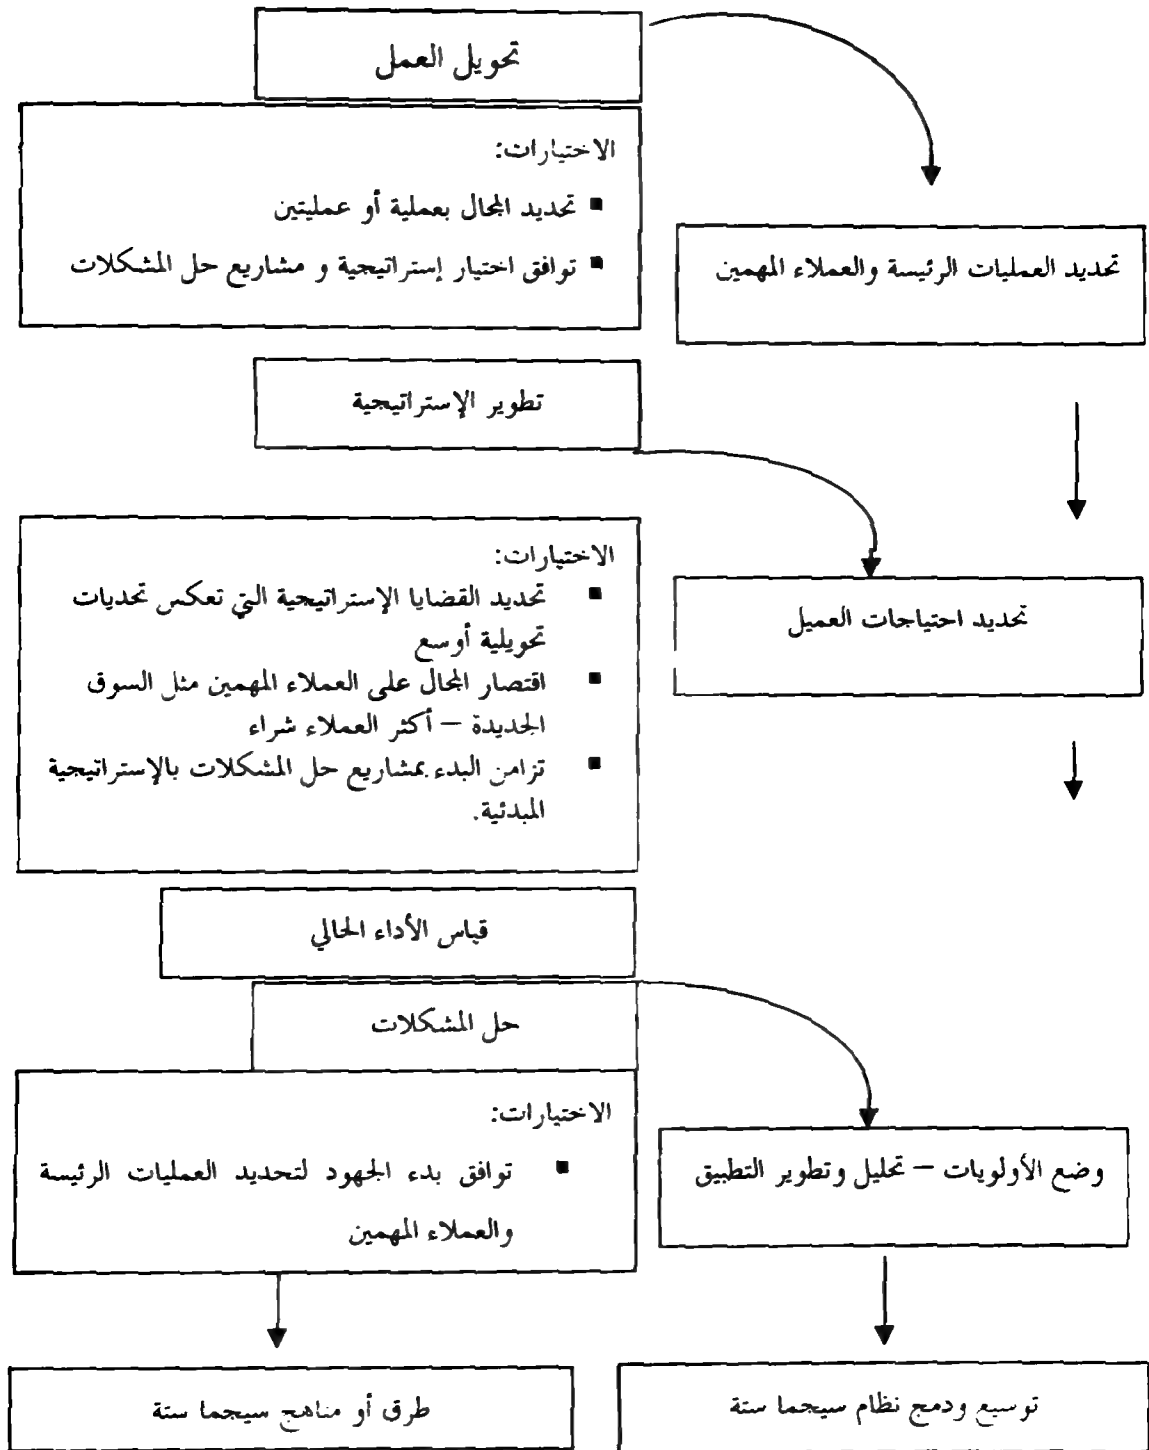 تحويل العمل
الاختيارات:
▪ تحديد المجال بعملية أو عمليتين
▪ توافق اختيار إستراتيجية و مشاريع حل المشكلات
تحديد العمليات الرئيسة والعملاء المهمين
تطوير الإستراتيجية
الاختيارات:
▪ تحديد القضايا الإستراتيجية التي تعكس تحديات
تحويلية أوسع
▪ اقتصار المجال على العملاء المهمين مثل السوق
الجديدة – أكثر العملاء شراء
▪ تزامن البدء بمشاريع حل المشكلات بالإستراتيجية
المبدئية.
تحديد احتياجات العميل
قياس الأداء الحالي
حل المشكلات
الاختيارات:
▪ توافق بدء الجهود لتحديد العمليات الرئيسة
والعملاء المهمين
وضع الأولويات – تحليل وتطوير التطبيق
توسيع ودمج نظام سيجما ستة
طرق أو مناهج سيجما ستة